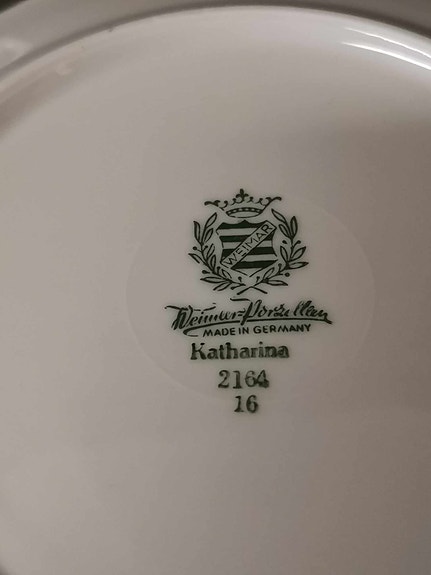 WEIMAR
Weimar-Porzellan
MADE IN GERMANY
Katharina
2164
16